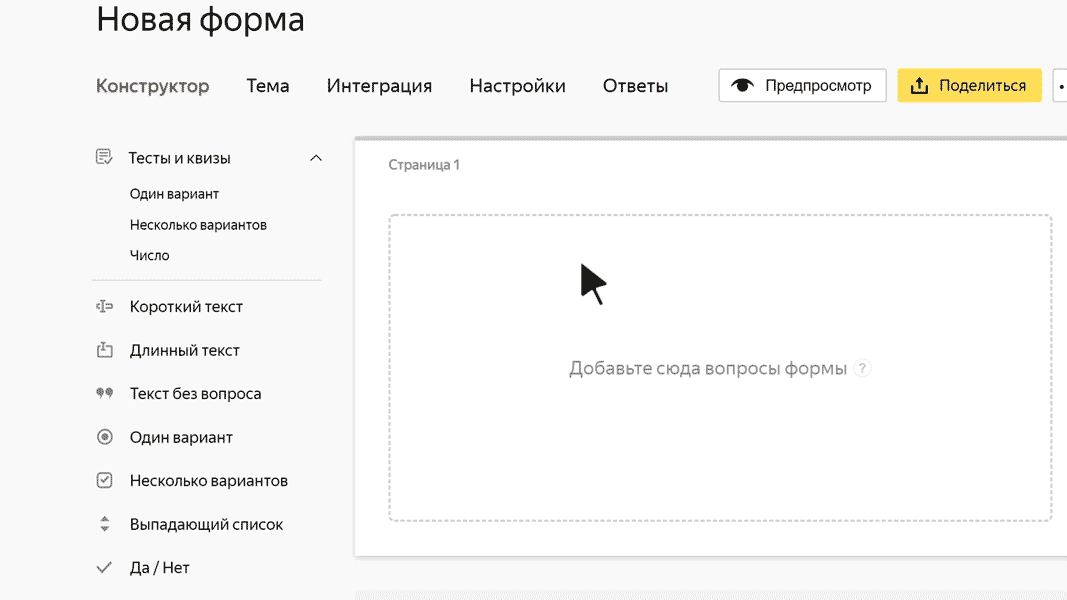 Новая форма
Конструктор Тема Интеграция Настройки Ответы Предпросмотр Поделиться
Тесты и квизы
Один вариант
Несколько вариантов
Число
Короткий текст
Длинный текст
Текст без вопроса
Один вариант
Несколько вариантов
Выпадающий список
Да / Нет
Страница 1
Добавьте сюда вопросы формы ?